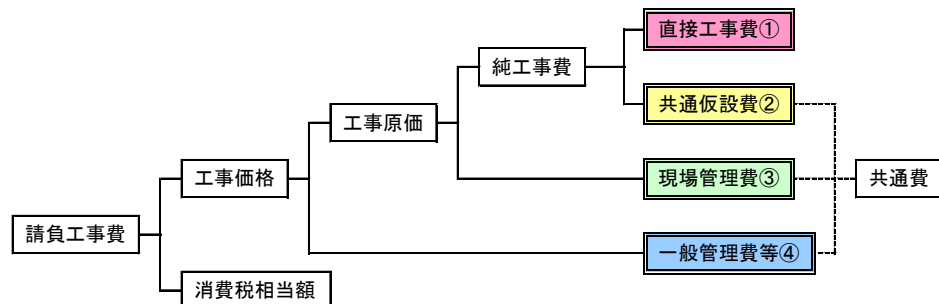 直接工事費①
純工事費
共通仮設費②
工事原価
工事価格
現場管理費③
共通費
請負工事費
一般管理費等④
消費税相当額